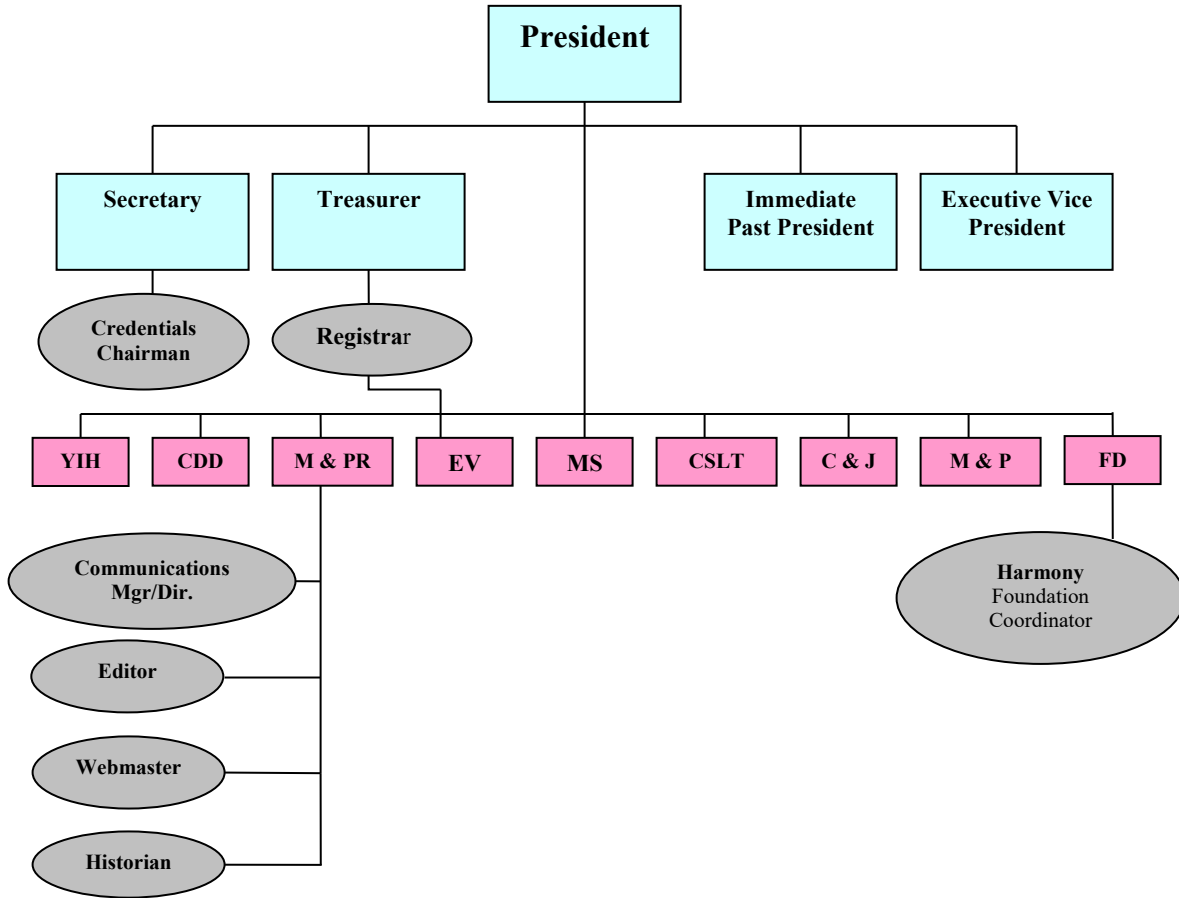 President
Secretary
Treasurer
Immediate
Past President
Executive Vice
President
Credentials
Chairman
Registrar
YIH
CDD
M & PR
EV
MS
CSLT
C & J
M & P
FD
Communications
Mgr/Dir.
Harmony
Foundation
Coordinator
Editor
Webmaster
Historian